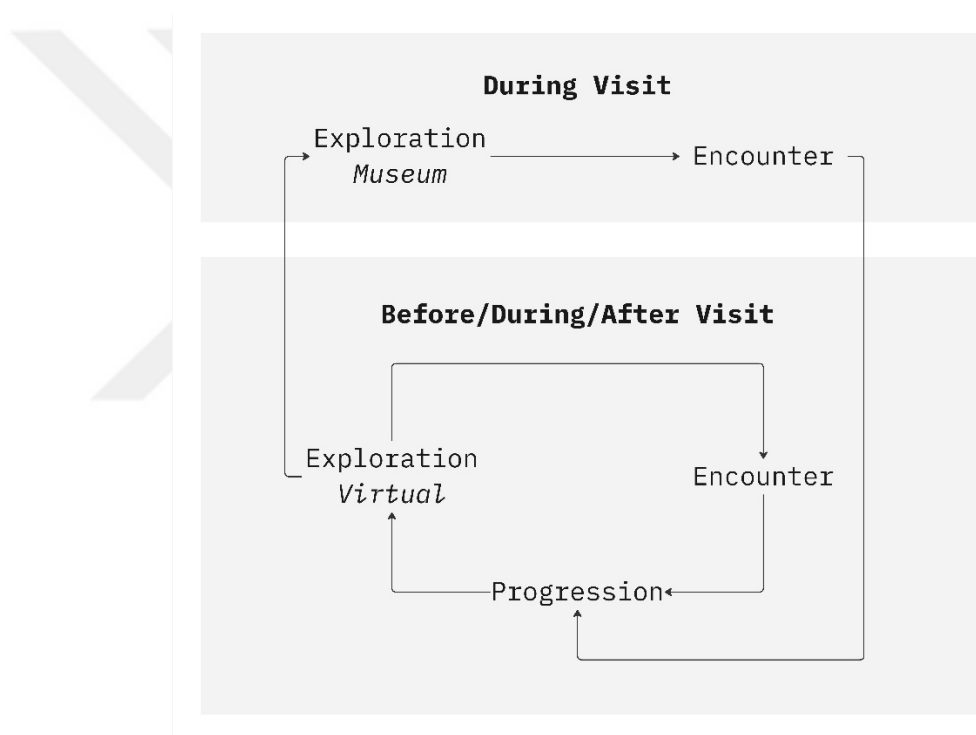 During Visit
Exploration
Museum
Encounter
Before/During/After Visit
Exploration
Virtual
Encounter
Progression